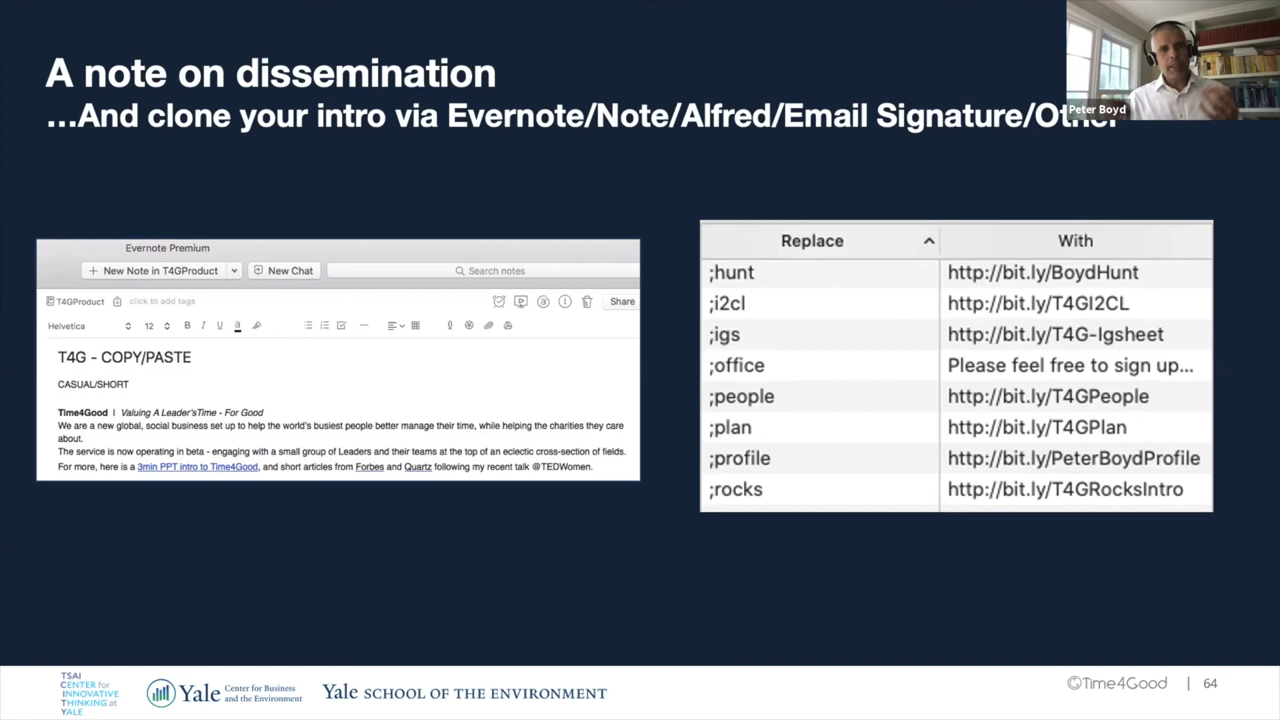 A note on dissemination
...And clone your intro via Evernote/Note/Alfred/Email Signature/Other
Peter Boyd
Evernote Premium
New Note in T4GProduct
New Chat
Search notes
T4GProduct
click to add tags
Share
Helvetica
12
B I U a
T4G - COPY/PASTE
CASUAL/SHORT
Time4Good | Valuing A Leader'sTime - For Good
We are a new global, social business set up to help the world's busiest people better manage their time, while helping the charities they care
about.
The service is now operating in beta - engaging with a small group of Leaders and their teams at the top of an eclectic cross-section of fields.
For more, here is a 3min PPT intro to Time4Good, and short articles from Forbes and Quartz following my recent talk @TEDWomen.
Replace With
;hunt http://bit.ly/BoydHunt
;i2cl http://bit.ly/T4GI2CL
;igs http://bit.ly/T4G-Igsheet
;office Please feel free to sign up...
;people http://bit.ly/T4GPeople
;plan http://bit.ly/T4GPlan
;profile http://bit.ly/PeterBoydProfile
;rocks http://bit.ly/T4GRocksIntro
TSAI
CENTER for
INNOVATIVE
THINKING at
YALE
Yale Center for Business
and the Environment
Yale SCHOOL OF THE ENVIRONMENT
©Time4Good | 64